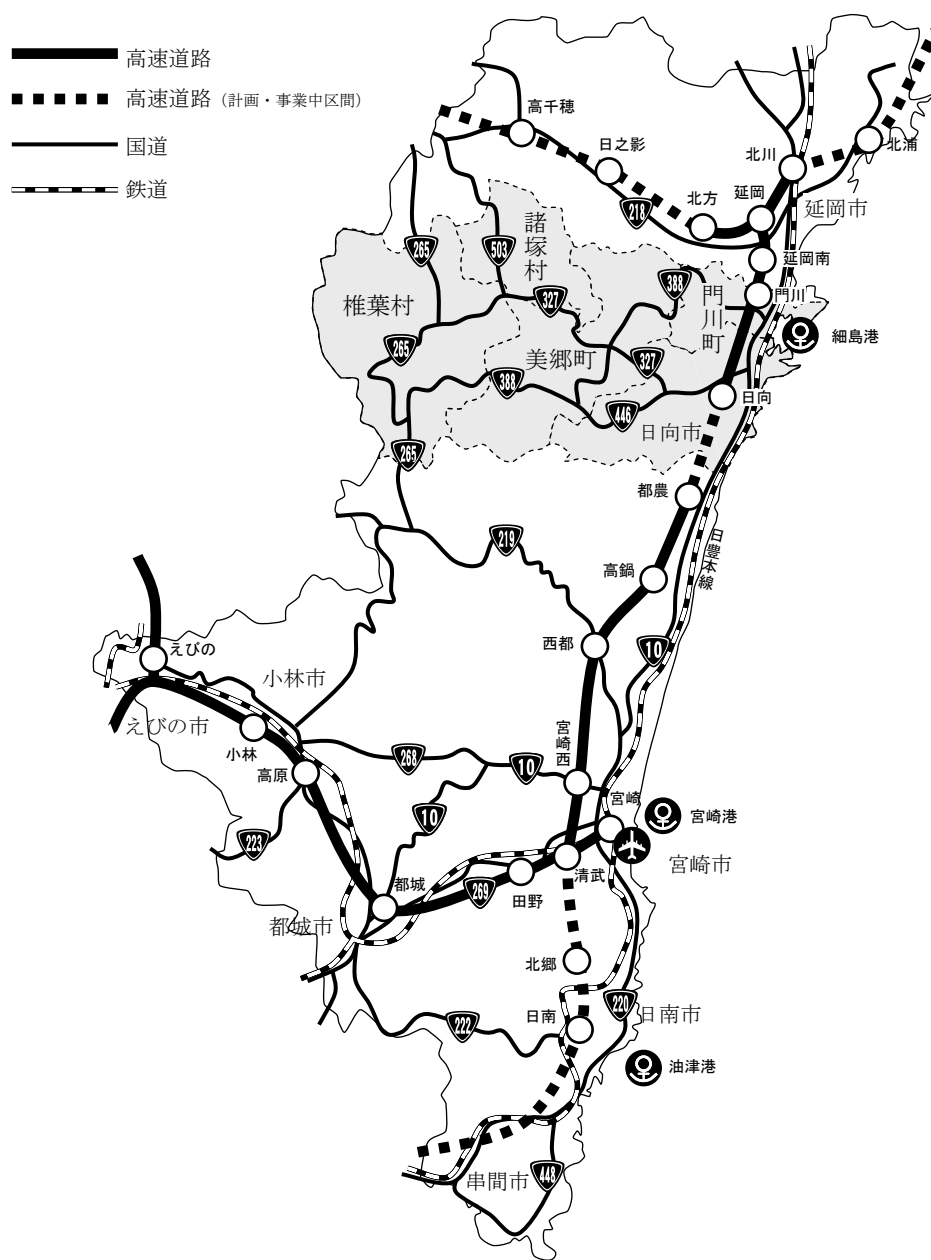 高速道路
高速道路（計画・事業中区間）
国道
鉄道
高千穂
日之影
北川
北浦
延岡
北方
延岡市
218
延岡南
諸塚村
265
503
388
門川町
門川
椎葉村
327
細島港
265
美郷町
327
388
日向
446
日向市
265
都農
219
日豊本線
高鍋
西都
10
えびの
小林市
えびの市
宮崎西
小林
268
10
高原
宮崎
宮崎港
10
223
宮崎市
清武
都城
269
田野
都城市
北郷
220
日南市
日南
222
油津港
串間市
448